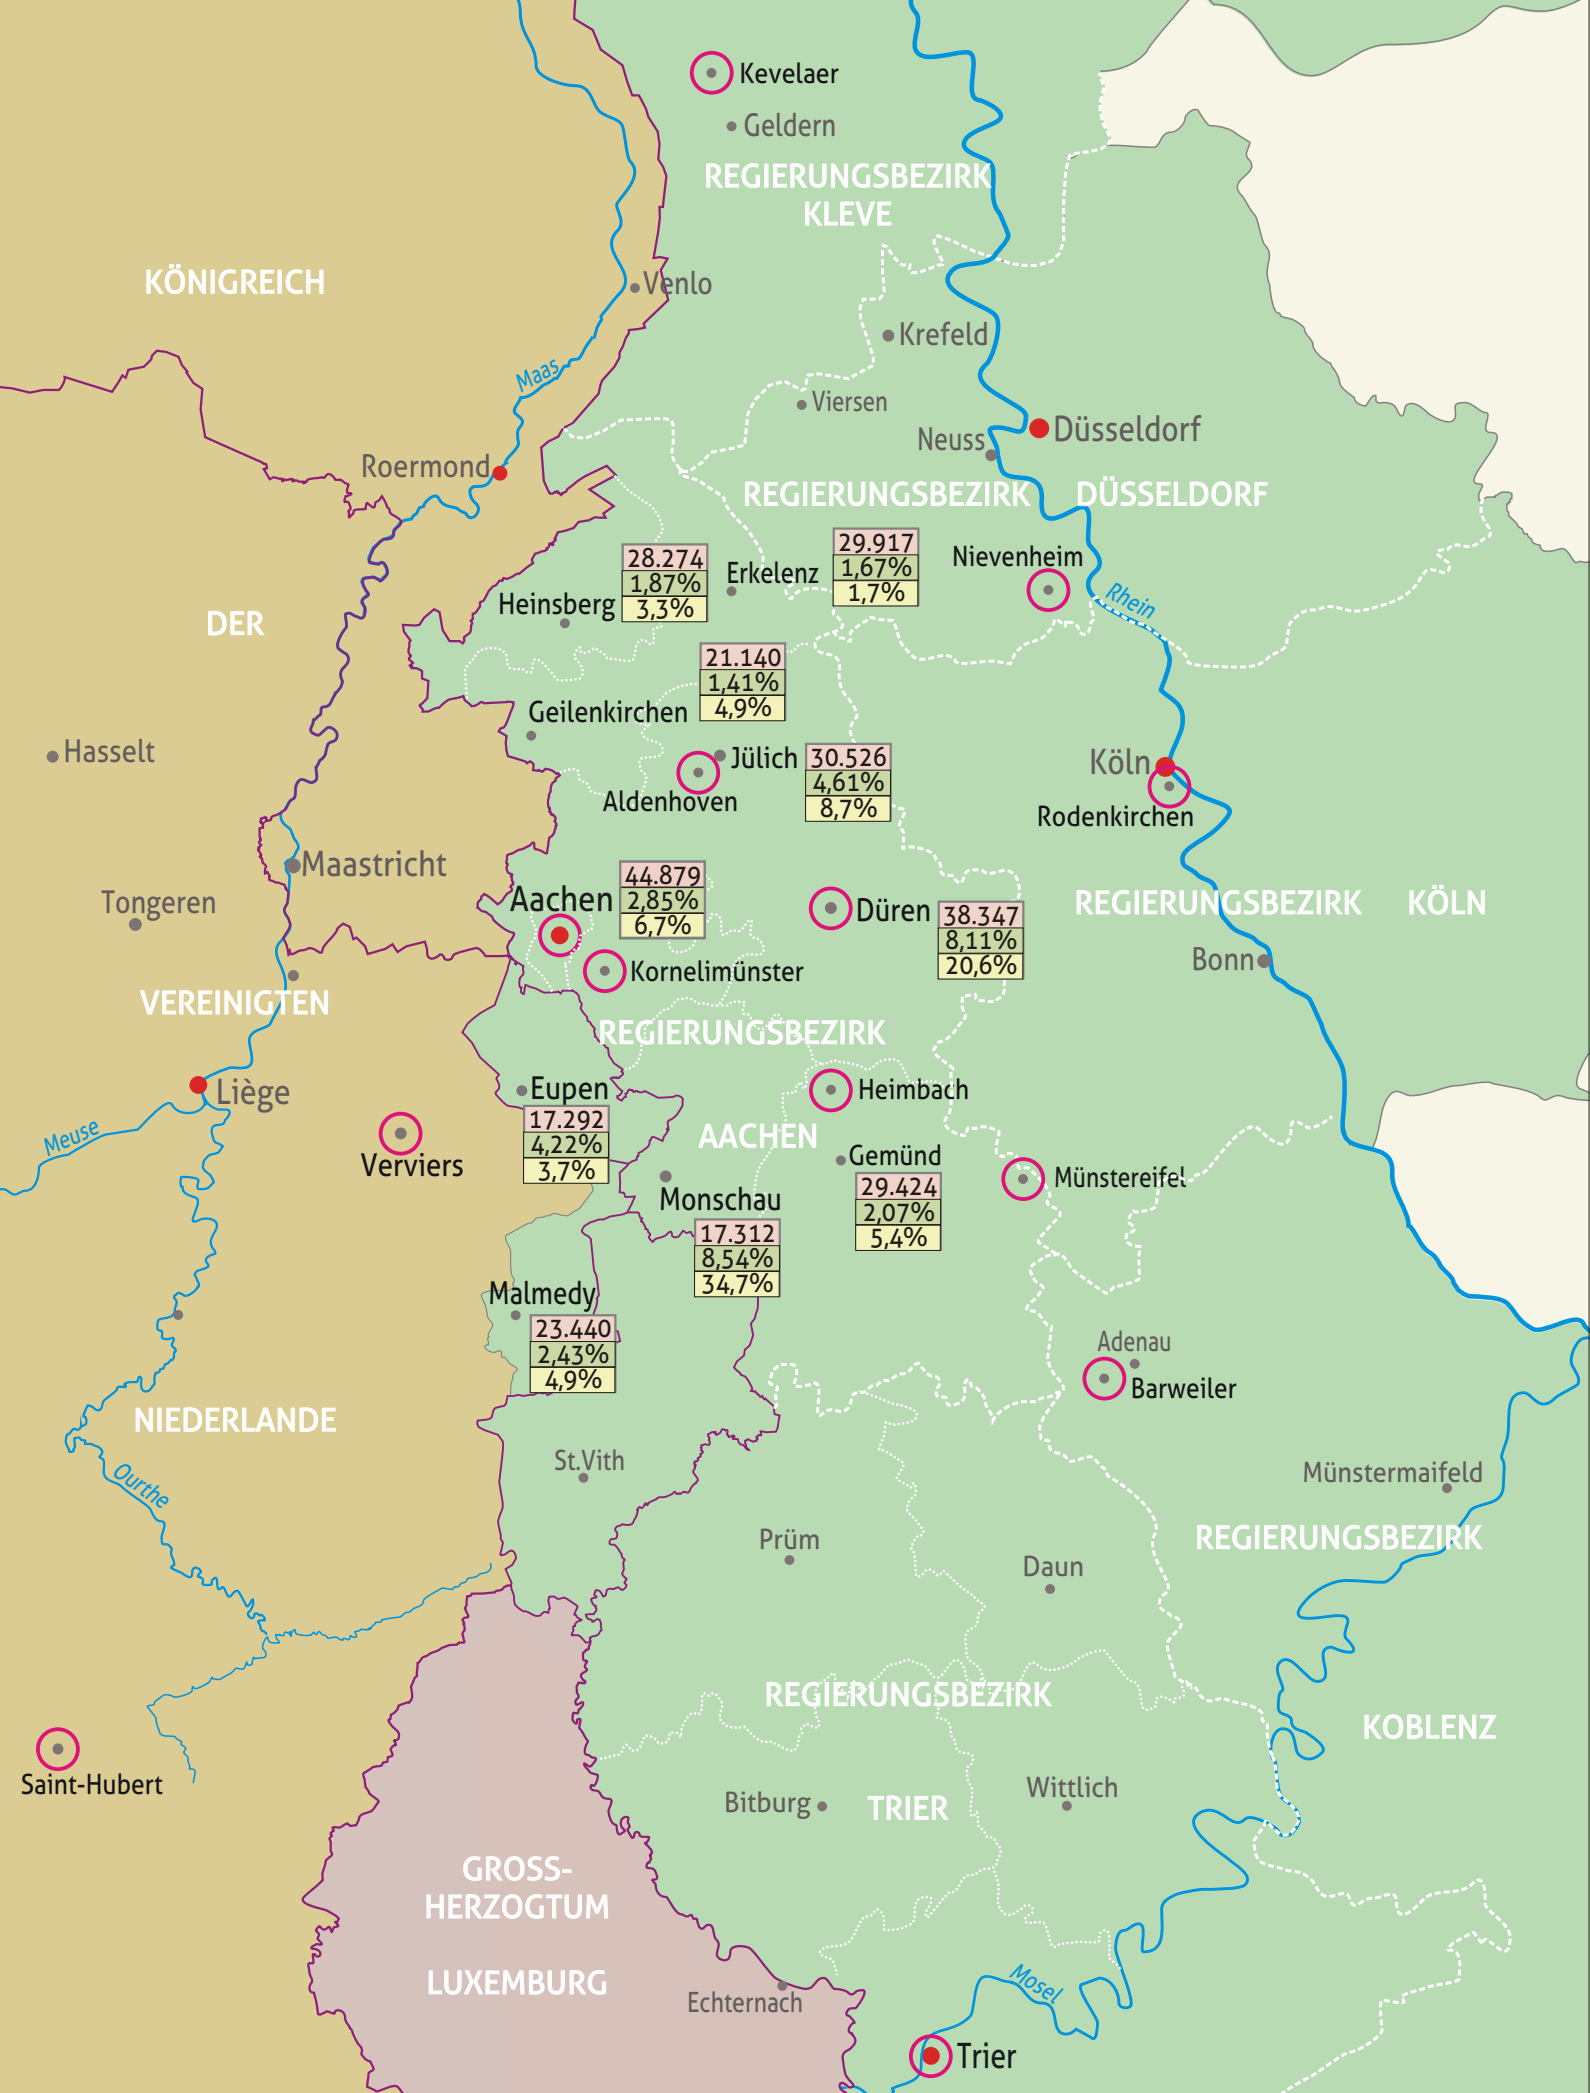 Kevelaer
Geldern
REGIERUNGSBEZIRK
KLEVE
KÖNIGREICH
Venlo
Krefeld
Maas
Viersen
Düsseldorf
Neuss
Roermond
REGIERUNGSBEZIRK DÜSSELDORF
29.917
1,67%
1,7%
Nievenheim
28.274
1,87%
3,3%
Erkelenz
Heinsberg
Rhein
DER
21.140
1,41%
4,9%
Geilenkirchen
Hasselt
Jülich
30.526
4,61%
8,7%
Köln
Aldenhoven
Rodenkirchen
Maastricht
44.879
2,85%
6,7%
Aachen
Tongeren
Düren
38.347
8,11%
20,6%
REGIERUNGSBEZIRK KÖLN
Bonn
Kornelimünster
VEREINIGTEN
REGIERUNGSBEZIRK
Liège
Eupen
17.292
4,22%
3,7%
Heimbach
Meuse
AACHEN
Verviers
Gemünd
29.424
2,07%
5,4%
Münstereifel
Monschau
17.312
8,54%
34,7%
Malmedy
23.440
2,43%
4,9%
Adenau
Barweiler
NIEDERLANDE
St.Vith
Münstermaifeld
Ourthe
Prüm
REGIERUNGSBEZIRK
Daun
REGIERUNGSBEZIRK
KOBLENZ
Saint-Hubert
Wittlich
Bitburg
TRIER
GROSS-
HERZOGTUM
LUXEMBURG
Mosel
Echternach
Trier